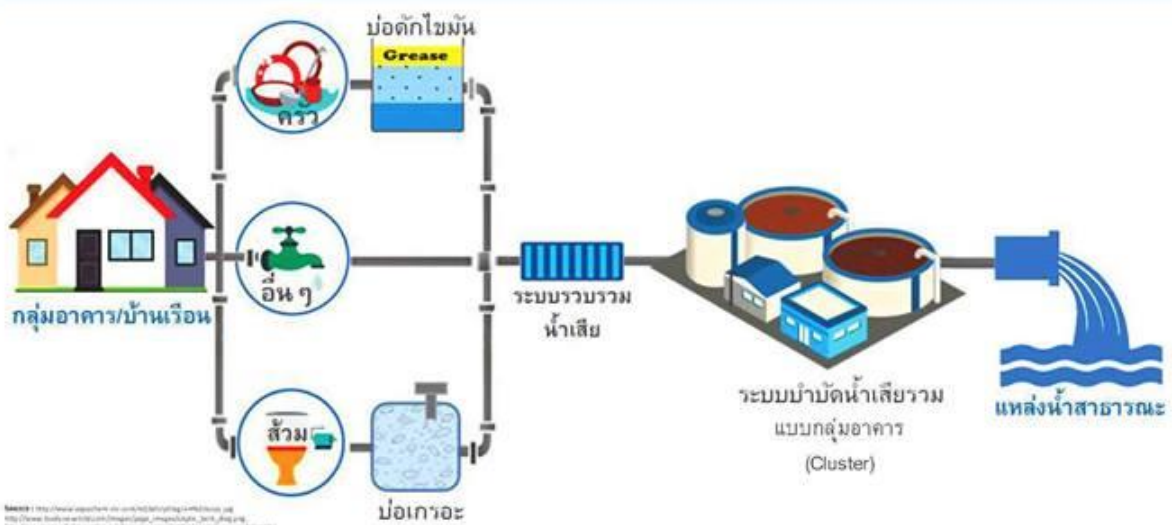 บ่อดักไขมัน
Grease
ครัว
อื่น ๆ
กลุ่มอาคาร/บ้านเรือน
ระบบรวบรวม
น้ำเสีย
ส้วม
บ่อเกรอะ
ระบบบำบัดน้ำเสียรวม
แบบกลุ่มอาคาร
(Cluster)
แหล่งน้ำสาธารณะ
Source :